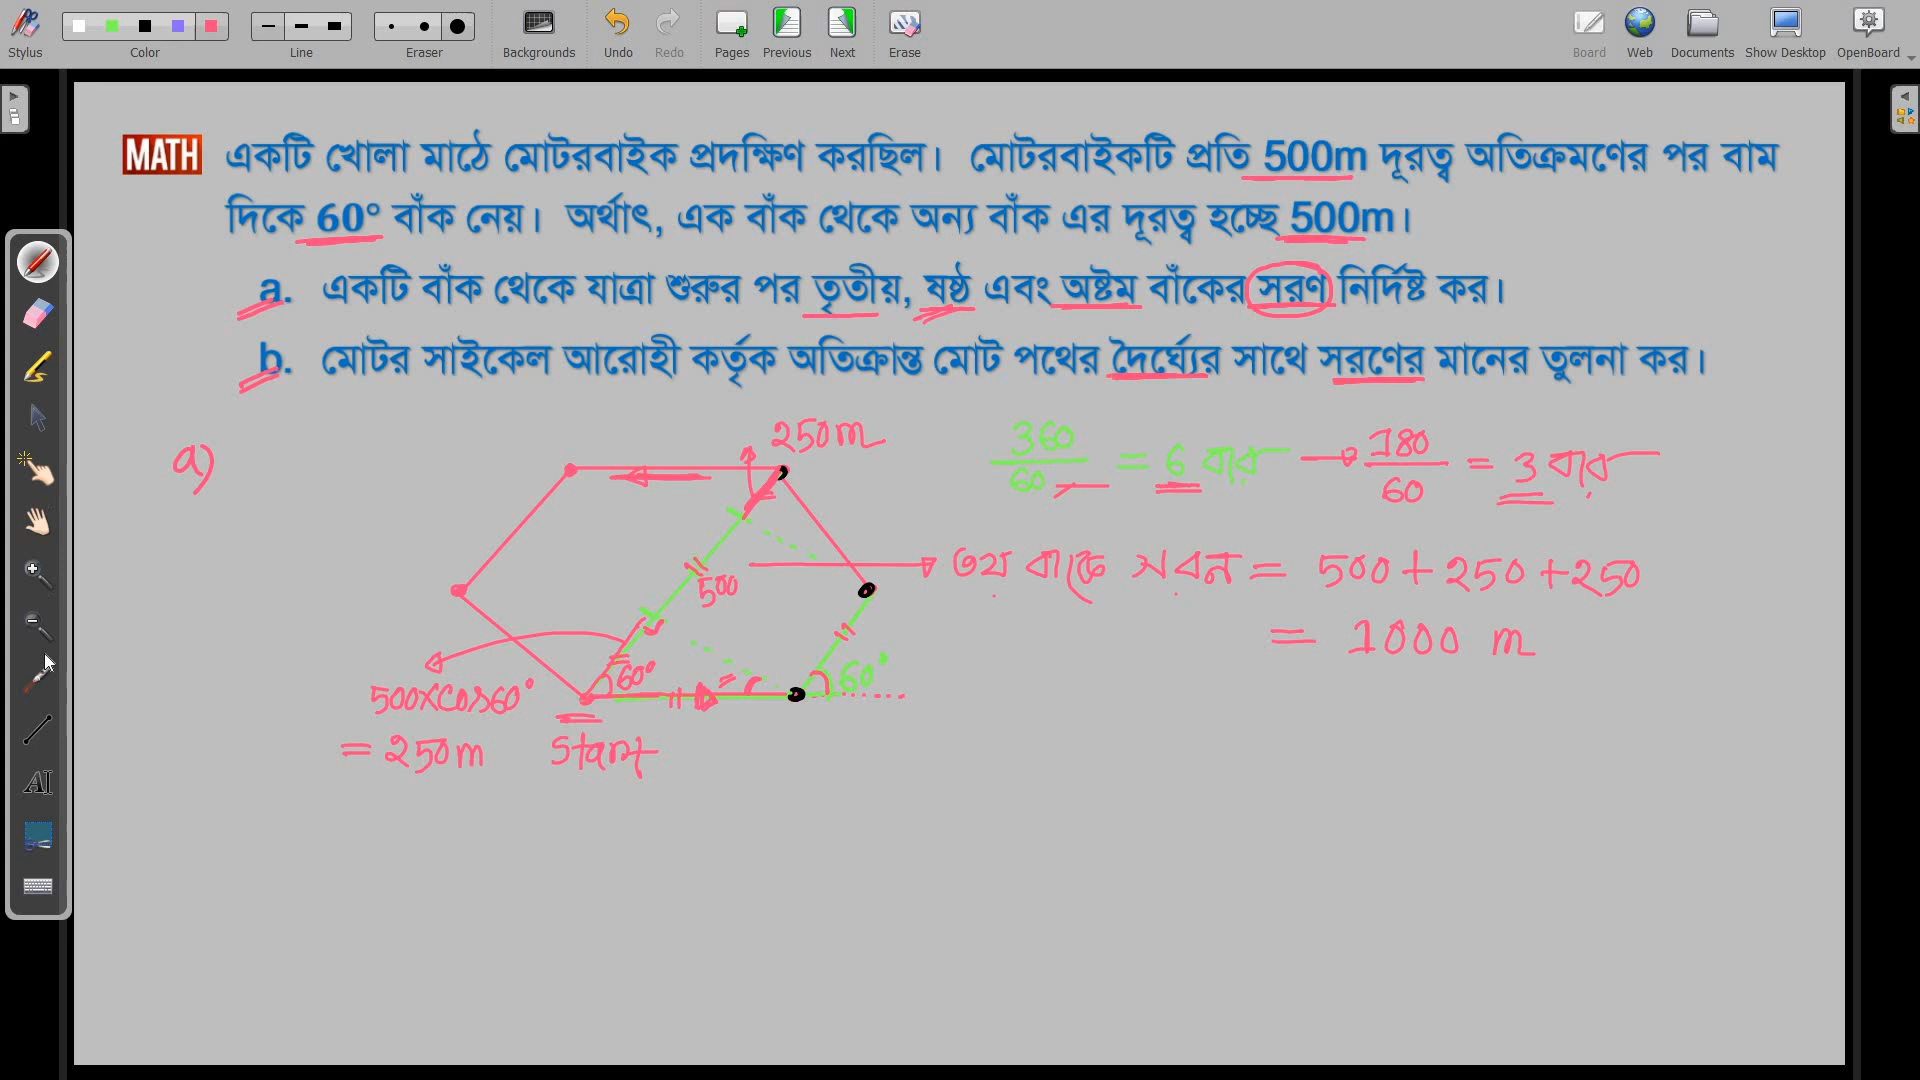 Stylus Color Line Eraser Backgrounds Undo Redo Pages Previous Next Erase Board Web Documents Show Desktop OpenBoard
MATH একটি খোলা মাঠে মোটরবাইক প্রদক্ষিণ করছিল। মোটরবাইকটি প্রতি 500m দূরত্ব অতিক্রমণের পর বাম
দিকে 60° বাঁক নেয়। অর্থাৎ, এক বাঁক থেকে অন্য বাঁক এর দূরত্ব হচ্ছে 500m।
a. একটি বাঁক থেকে যাত্রা শুরুর পর তৃতীয়, ষষ্ঠ এবং অষ্টম বাঁকের সরণ নির্দিষ্ট কর।
b. মোটর সাইকেল আরোহী কর্তৃক অতিক্রান্ত মোট পথের দৈর্ঘ্যের সাথে সরণের মানের তুলনা কর।
a)
250m
360/60 = 6 বার → 180/60 = 3 বার
500
৩য় বাঁকে সরন = 500 + 250 + 250
= 1000 m
60°
60°
500×cos60°
= 250m
start
AI